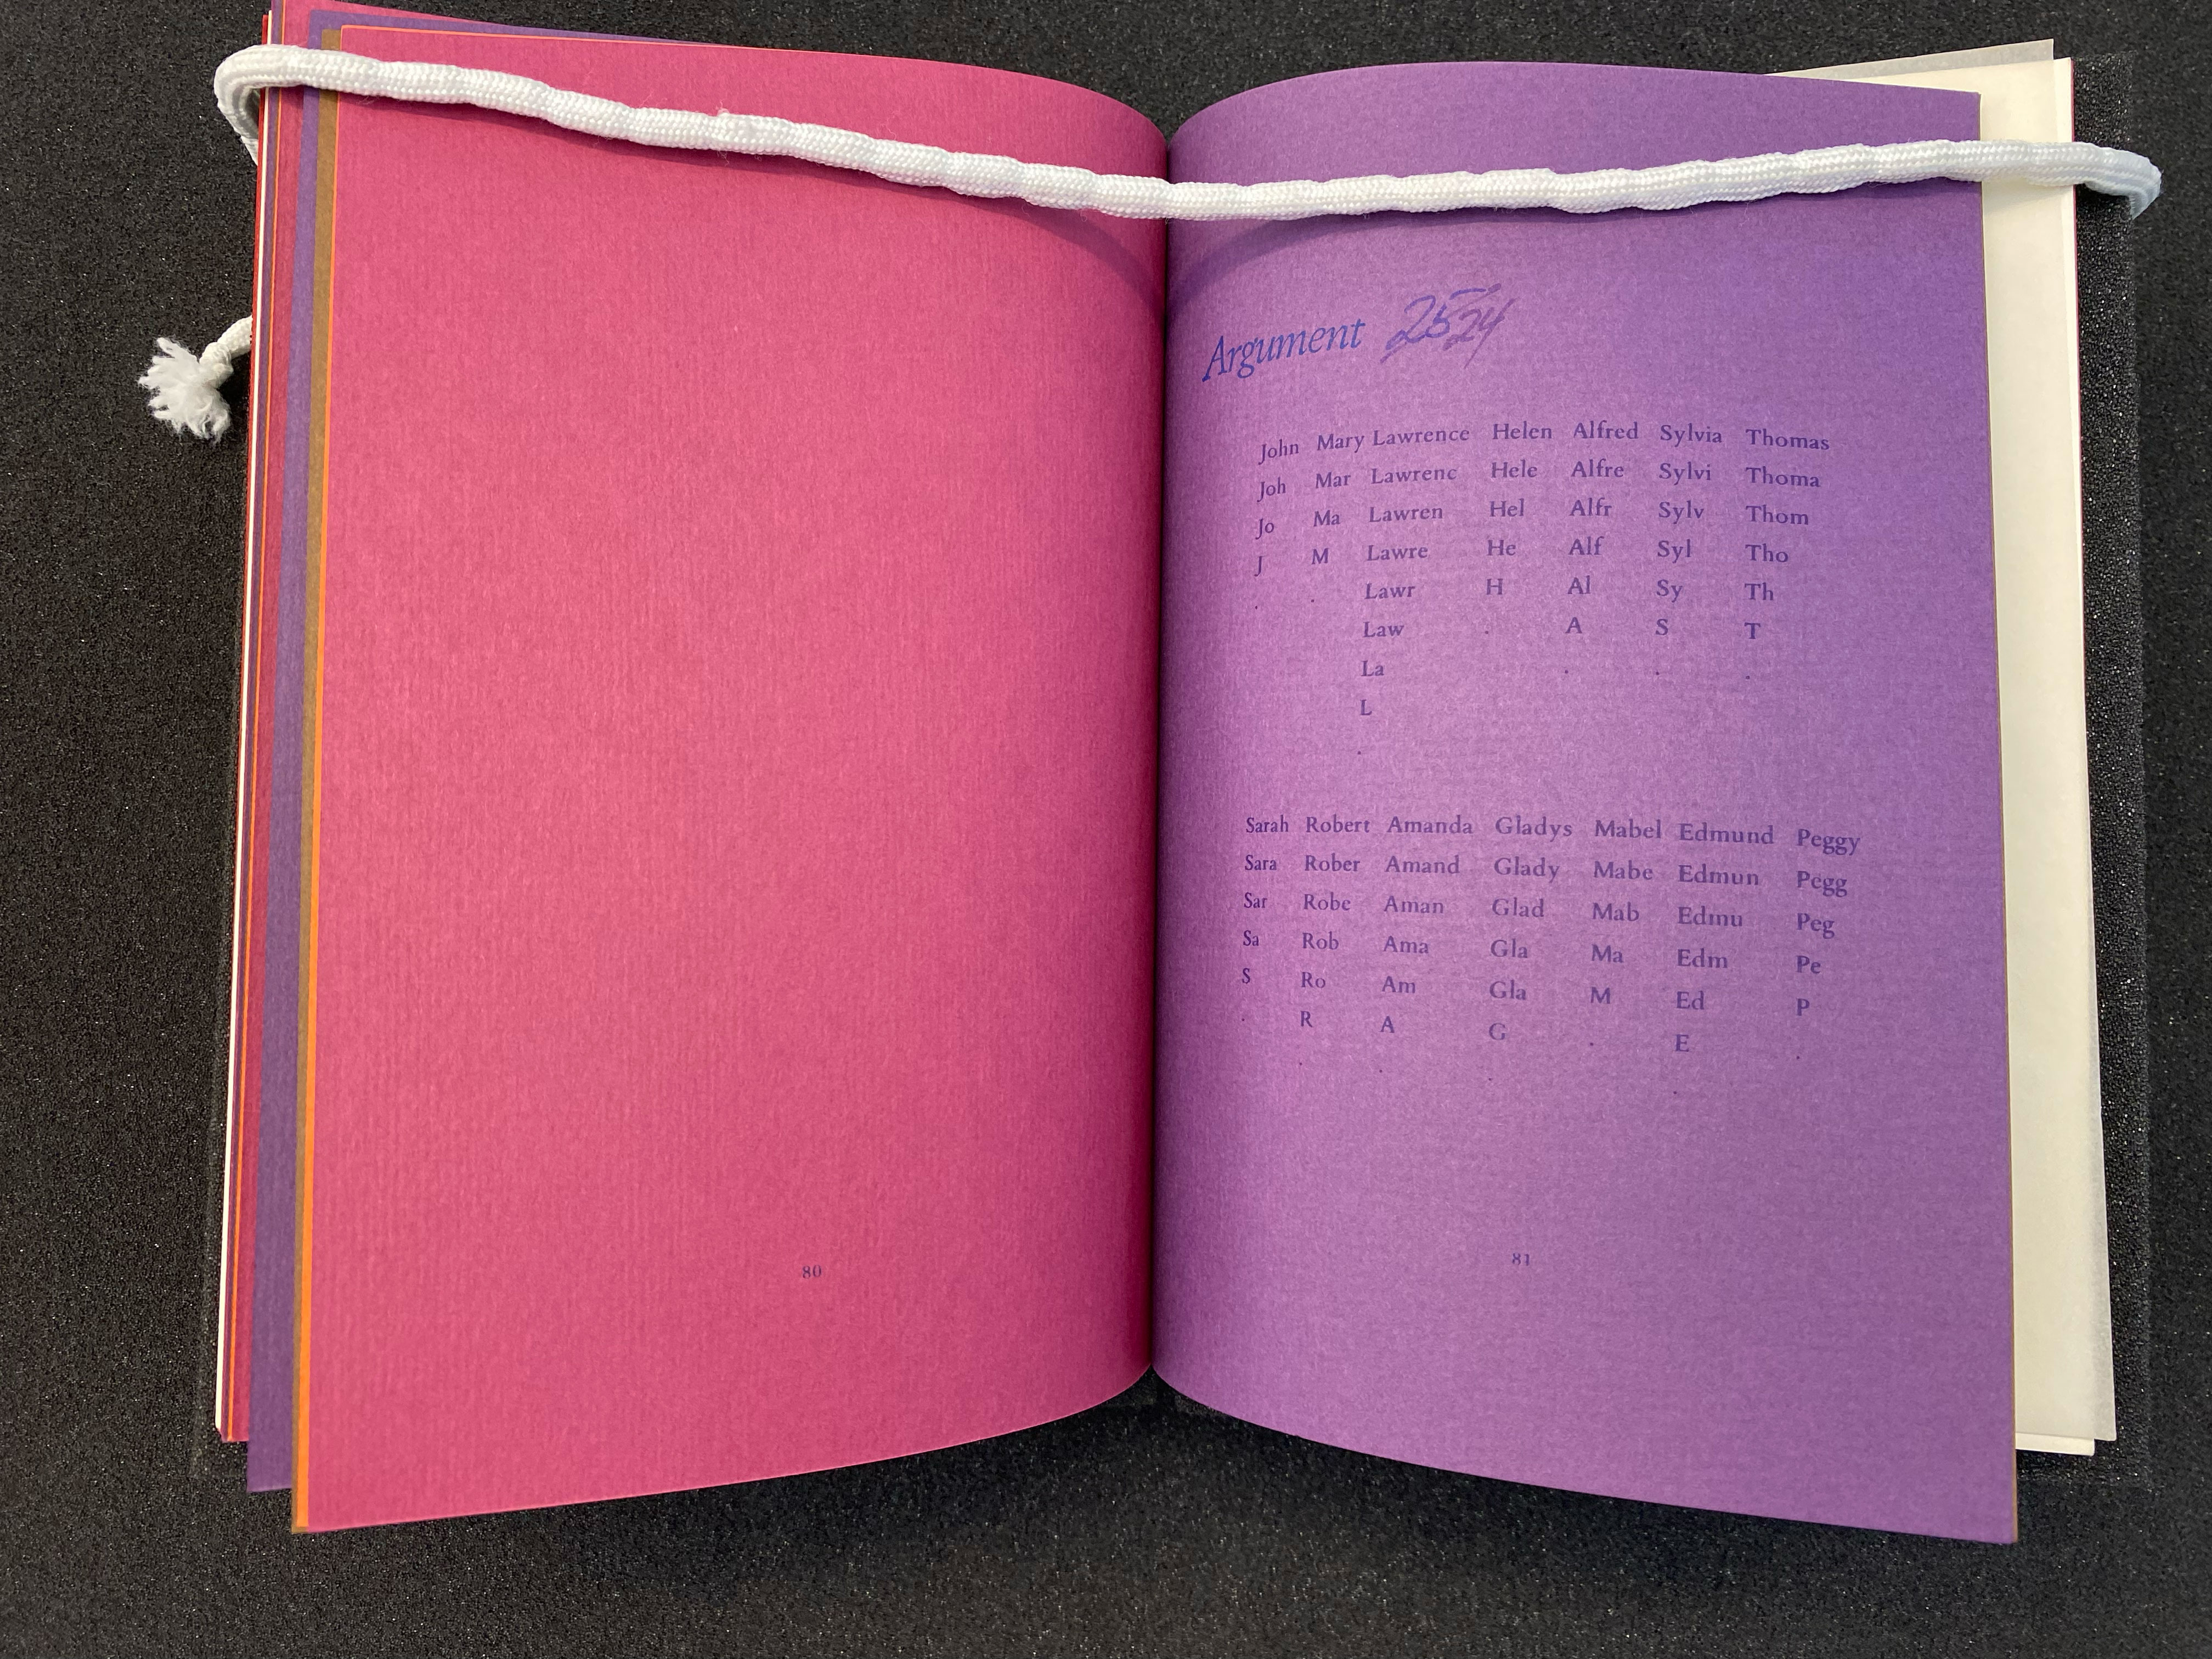 80
Argument 2524
John Mary Lawrence Helen Alfred Sylvia Thomas
Joh Mar Lawrenc Hele Alfre Sylvi Thoma
Jo Ma Lawren Hel Alfr Sylv Thom
J M Lawre He Alf Syl Tho
. . Lawr H Al Sy Th
Law . A S T
La . . .
L
.
Sarah Robert Amanda Gladys Mabel Edmund Peggy
Sara Rober Amand Glady Mabe Edmun Pegg
Sar Robe Aman Glad Mab Edmu Peg
Sa Rob Ama Gla Ma Edm Pe
S Ro Am Gla M Ed P
. R A G . E .
. . . .
81